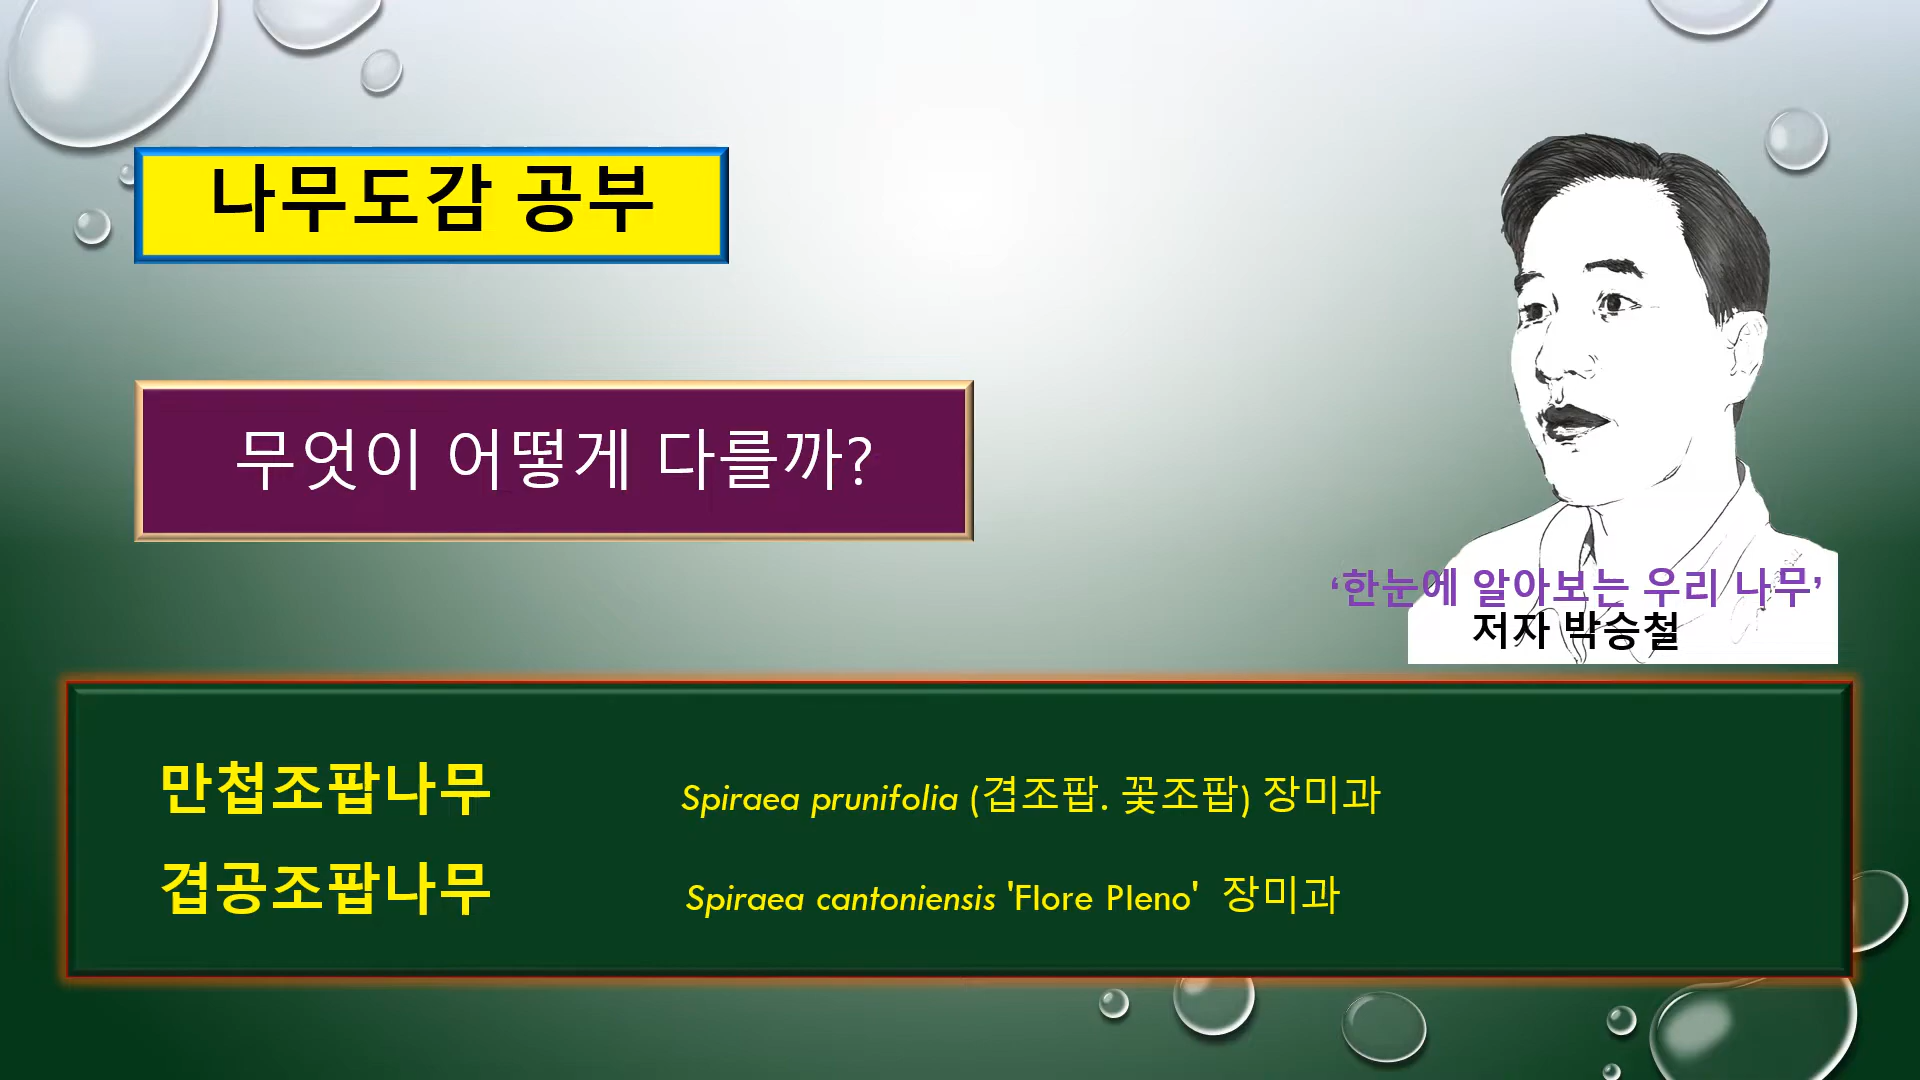 나무도감 공부
무엇이 어떻게 다를까?
‘한눈에 알아보는 우리 나무’
저자 박승철
만첩조팝나무 Spiraea prunifolia (겹조팝. 꽃조팝) 장미과
겹공조팝나무 Spiraea cantoniensis 'Flore Pleno' 장미과